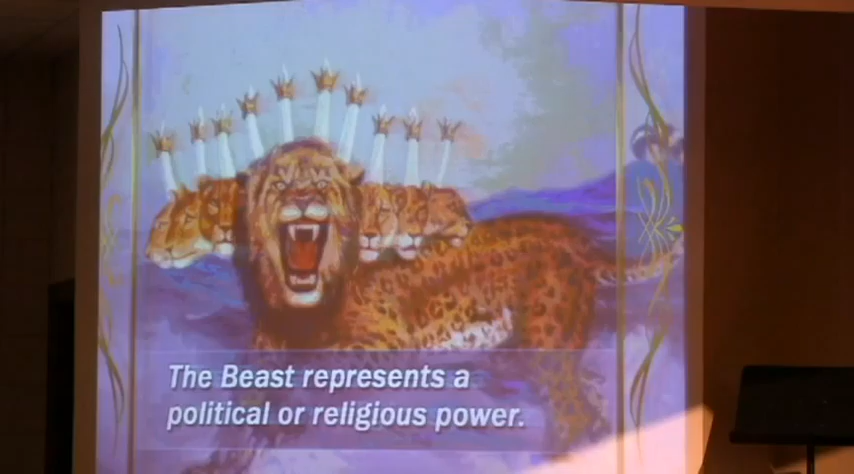 The Beast represents a
political or religious power.